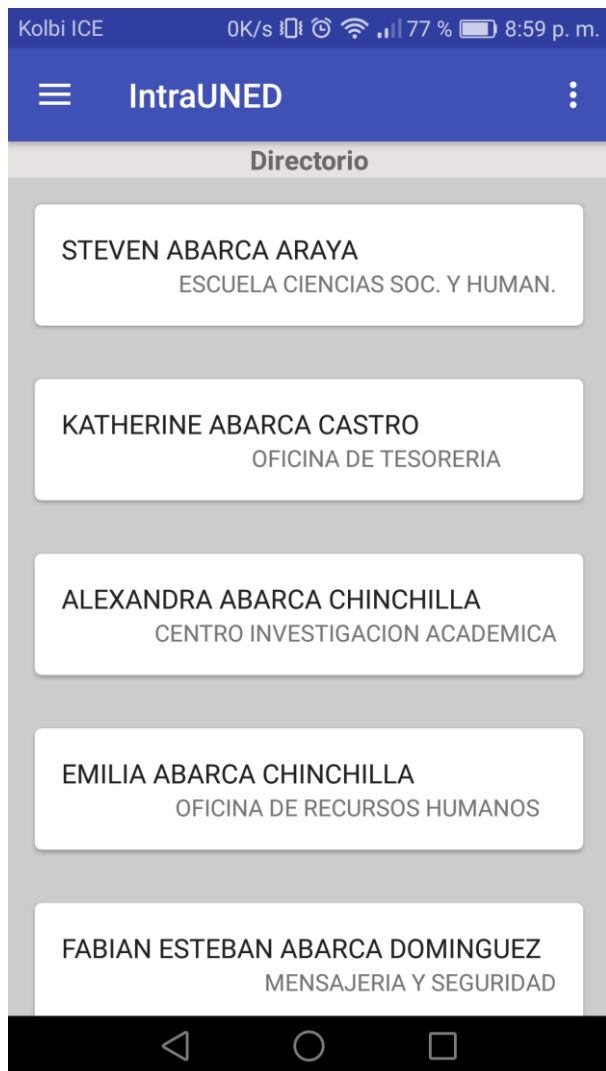 Kolbi ICE 0K/s 77 % 8:59 p. m.
IntraUNED
Directorio
STEVEN ABARCA ARAYA
ESCUELA CIENCIAS SOC. Y HUMAN.
KATHERINE ABARCA CASTRO
OFICINA DE TESORERIA
ALEXANDRA ABARCA CHINCHILLA
CENTRO INVESTIGACION ACADEMICA
EMILIA ABARCA CHINCHILLA
OFICINA DE RECURSOS HUMANOS
FABIAN ESTEBAN ABARCA DOMINGUEZ
MENSAJERIA Y SEGURIDAD